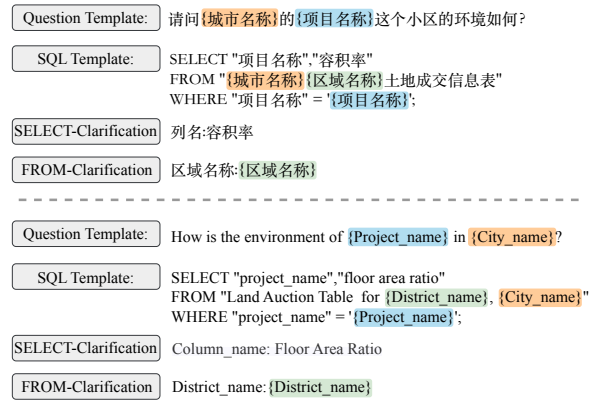 Question Template: 请问{城市名称}的{项目名称}这个小区的环境如何?
SQL Template: SELECT "项目名称","容积率"
FROM "{城市名称}{区域名称}土地成交信息表"
WHERE "项目名称" = '{项目名称}';
SELECT-Clarification 列名:容积率
FROM-Clarification 区域名称:{区域名称}
Question Template: How is the environment of {Project_name} in {City_name}?
SQL Template: SELECT "project_name","floor area ratio"
FROM "Land Auction Table for {District_name}, {City_name}"
WHERE "project_name" = '{Project_name}';
SELECT-Clarification Column_name: Floor Area Ratio
FROM-Clarification District_name:{District_name}